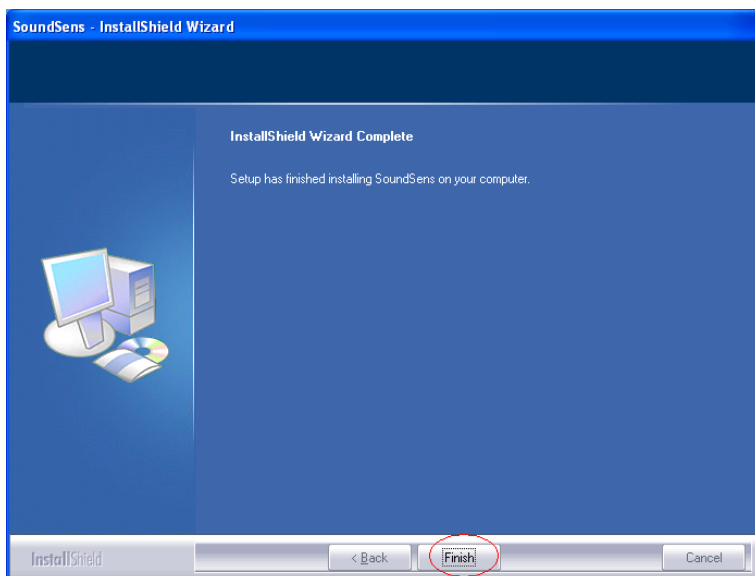 SoundSens - InstallShield Wizard
InstallShield Wizard Complete
Setup has finished installing SoundSens on your computer.
InstallShield
< Back
Finish
Cancel